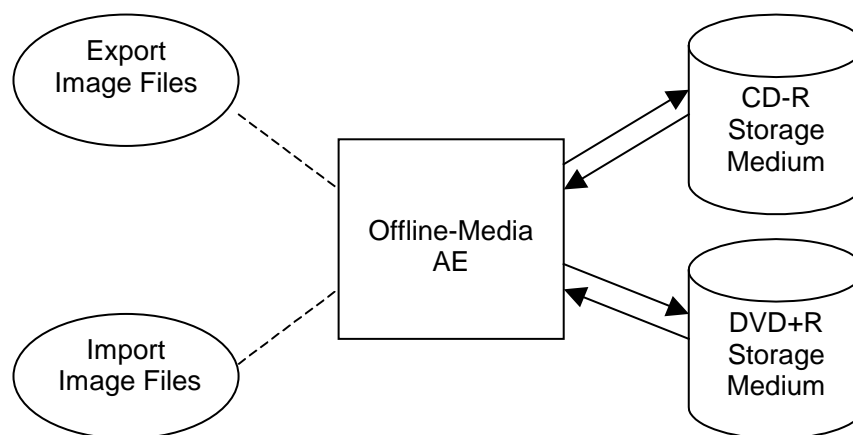 Export
Image Files
CD-R
Storage
Medium
Offline-Media
AE
Import
Image Files
DVD+R
Storage
Medium